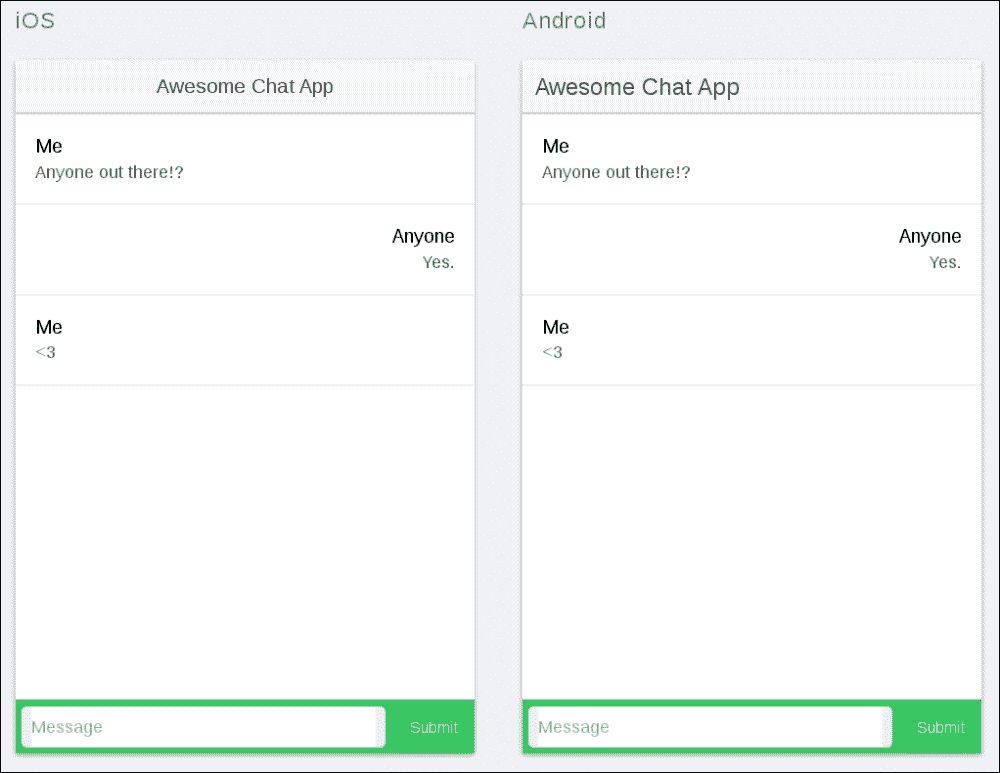 iOS
Awesome Chat App
Me
Anyone out there!?
Anyone
Yes.
Me
<3
Message
Submit
Android
Awesome Chat App
Me
Anyone out there!?
Anyone
Yes.
Me
<3
Message
Submit